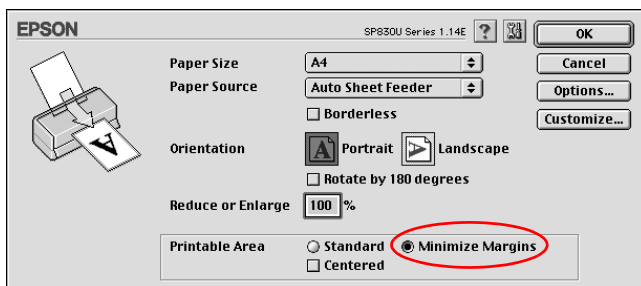 EPSON
SP830U Series 1.14E
?
OK
Paper Size A4
Cancel
Paper Source Auto Sheet Feeder
Options...
Borderless
Customize...
Orientation A Portrait A Landscape
Rotate by 180 degrees
Reduce or Enlarge 100 %
Printable Area Standard Minimize Margins
Centered
A